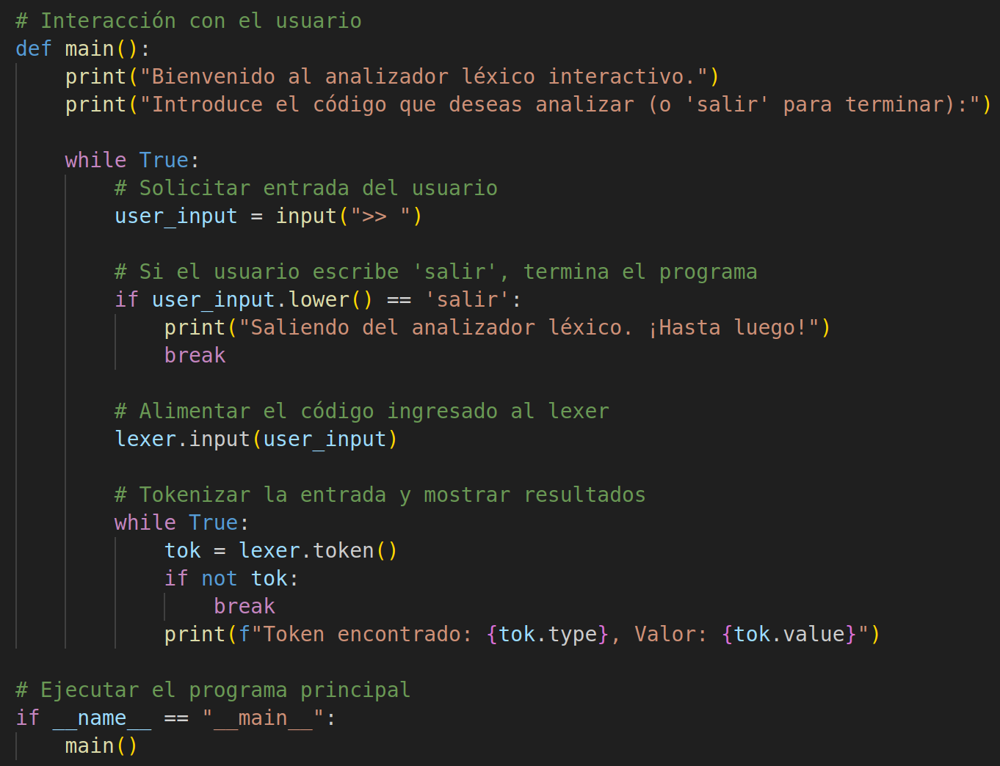 # Interacción con el usuario
def main():
    print("Bienvenido al analizador léxico interactivo.")
    print("Introduce el código que deseas analizar (o 'salir' para terminar):")

    while True:
        # Solicitar entrada del usuario
        user_input = input(">> ")

        # Si el usuario escribe 'salir', termina el programa
        if user_input.lower() == 'salir':
            print("Saliendo del analizador léxico. ¡Hasta luego!")
            break

        # Alimentar el código ingresado al lexer
        lexer.input(user_input)

        # Tokenizar la entrada y mostrar resultados
        while True:
            tok = lexer.token()
            if not tok:
                break
            print(f"Token encontrado: {tok.type}, Valor: {tok.value}")

# Ejecutar el programa principal
if __name__ == "__main__":
    main()